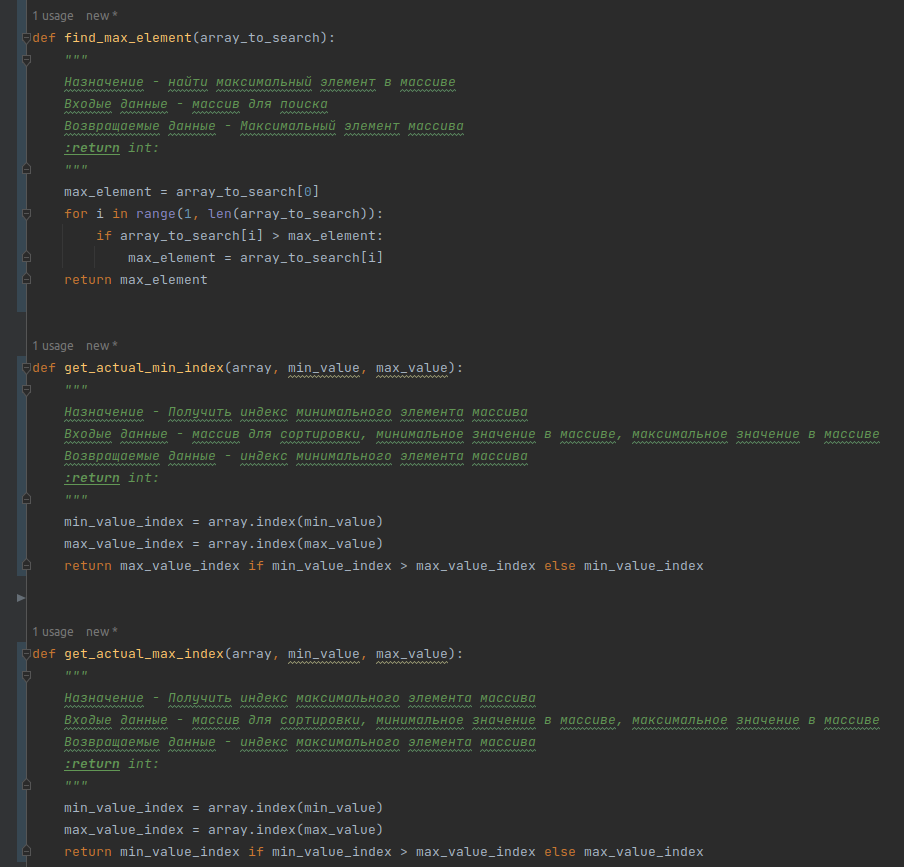 1 usage new *
def find_max_element(array_to_search):
"""
Назначение - найти максимальный элемент в массиве
Входые данные - массив для поиска
Возвращаемые данные - Максимальный элемент массива
:return int:
"""
max_element = array_to_search[0]
for i in range(1, len(array_to_search)):
if array_to_search[i] > max_element:
max_element = array_to_search[i]
return max_element
1 usage new *
def get_actual_min_index(array, min_value, max_value):
"""
Назначение - Получить индекс минимального элемента массива
Входые данные - массив для сортировки, минимальное значение в массиве, максимальное значение в массиве
Возвращаемые данные - индекс минимального элемента массива
:return int:
"""
min_value_index = array.index(min_value)
max_value_index = array.index(max_value)
return max_value_index if min_value_index > max_value_index else min_value_index
1 usage new *
def get_actual_max_index(array, min_value, max_value):
"""
Назначение - Получить индекс максимального элемента массива
Входые данные - массив для сортировки, минимальное значение в массиве, максимальное значение в массиве
Возвращаемые данные - индекс максимального элемента массива
:return int:
"""
min_value_index = array.index(min_value)
max_value_index = array.index(max_value)
return min_value_index if min_value_index > max_value_index else max_value_index